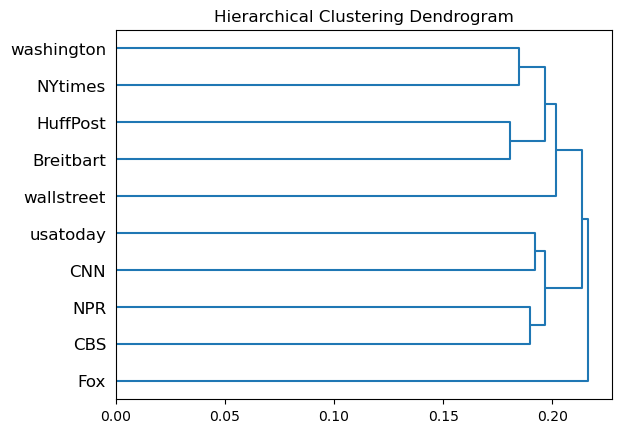 Hierarchical Clustering Dendrogram
washington
NYtimes
HuffPost
Breitbart
wallstreet
usatoday
CNN
NPR
CBS
Fox
0.00 0.05 0.10 0.15 0.20